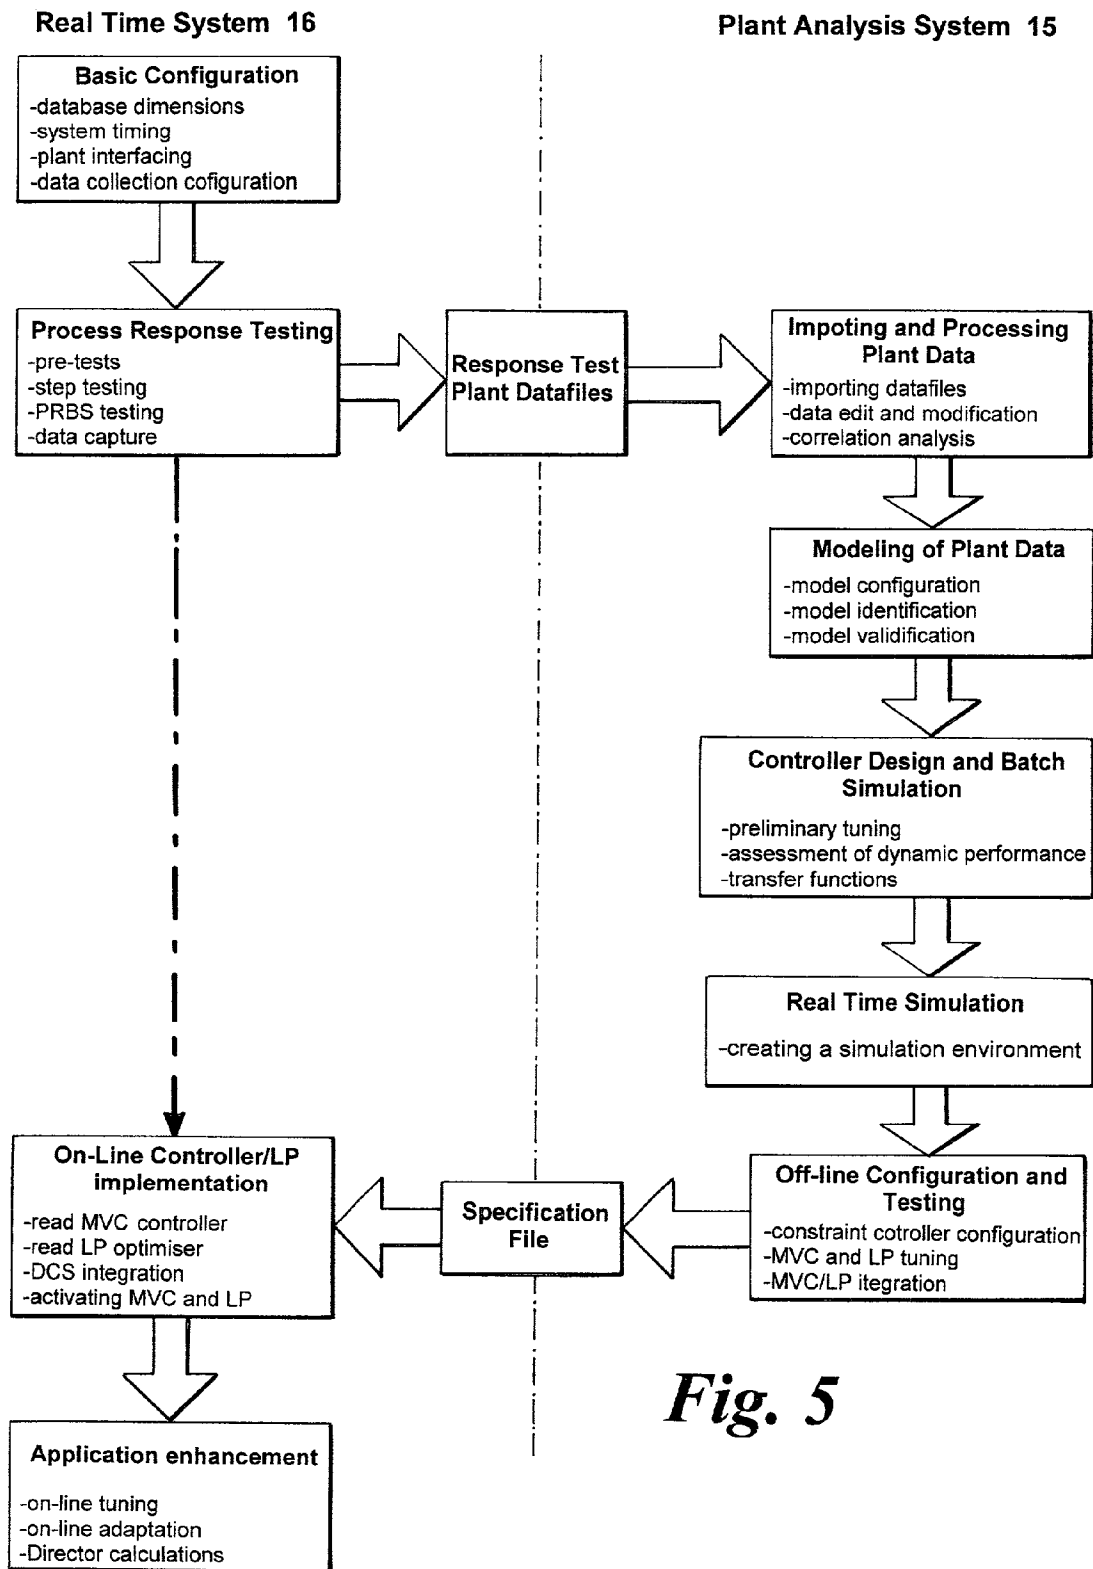 Real Time System 16
Plant Analysis System 15
Basic Configuration
-database dimensions
-system timing
-plant interfacing
-data collection cofiguration
Process Response Testing
-pre-tests
-step testing
-PRBS testing
-data capture
Response Test
Plant Datafiles
Impoting and Processing
Plant Data
-importing datafiles
-data edit and modification
-correlation analysis
Modeling of Plant Data
-model configuration
-model identification
-model validification
Controller Design and Batch
Simulation
-preliminary tuning
-assessment of dynamic performance
-transfer functions
Real Time Simulation
-creating a simulation environment
Off-line Configuration and
Testing
-constraint cotroller configuration
-MVC and LP tuning
-MVC/LP itegration
Specification
File
On-Line Controller/LP
implementation
-read MVC controller
-read LP optimiser
-DCS integration
-activating MVC and LP
Application enhancement
-on-line tuning
-on-line adaptation
-Director calculations
Fig. 5